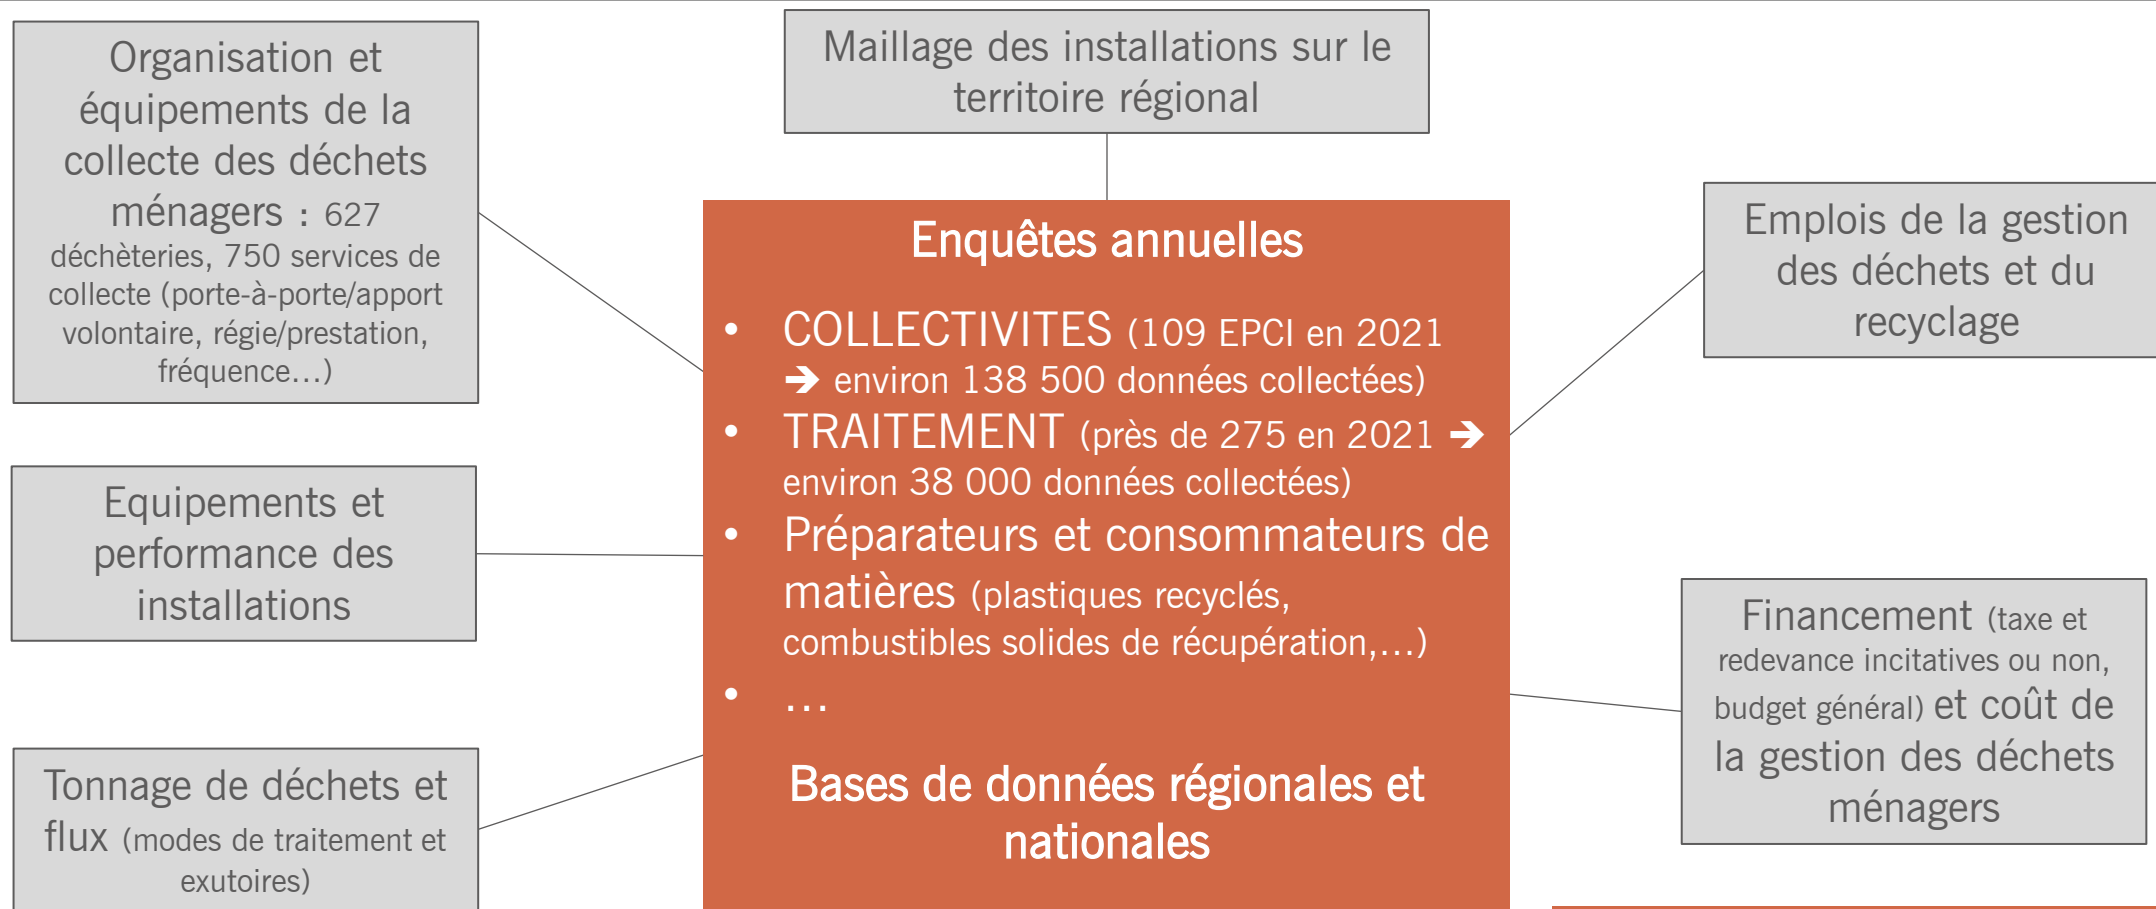 Organisation et
équipements de la
collecte des déchets
ménagers : 627
déchèteries, 750 services de
collecte (porte-à-porte/apport
volontaire, régie/prestation,
fréquence…)
Maillage des installations sur le
territoire régional
Emplois de la gestion
des déchets et du
recyclage
Enquêtes annuelles
• COLLECTIVITES (109 EPCI en 2021
➔ environ 138 500 données collectées)
• TRAITEMENT (près de 275 en 2021 ➔
environ 38 000 données collectées)
• Préparateurs et consommateurs de
matières (plastiques recyclés,
combustibles solides de récupération,…)
• …
Bases de données régionales et
nationales
Equipements et
performance des
installations
Financement (taxe et
redevance incitatives ou non,
budget général) et coût de
la gestion des déchets
ménagers
Tonnage de déchets et
flux (modes de traitement et
exutoires)